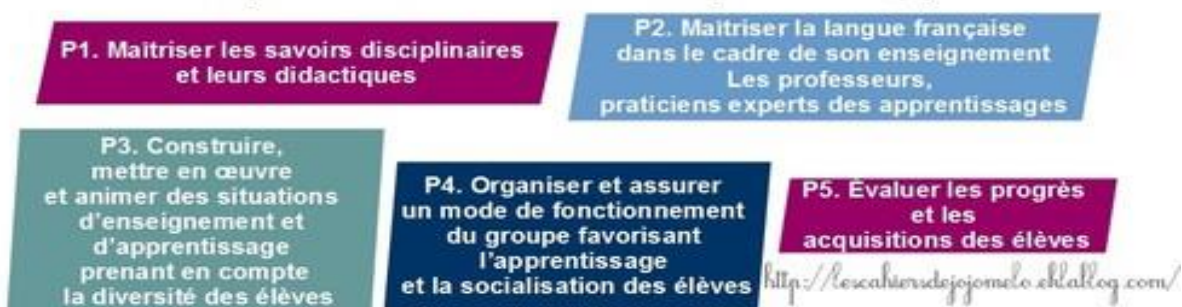 P1. Maîtriser les savoirs disciplinaires
et leurs didactiques
P2. Maîtriser la langue française
dans le cadre de son enseignement
Les professeurs,
praticiens experts des apprentissages
P3. Construire,
mettre en œuvre
et animer des situations
d'enseignement et
d'apprentissage
prenant en compte
la diversité des élèves
P4. Organiser et assurer
un mode de fonctionnement
du groupe favorisant
l'apprentissage
et la socialisation des élèves
P5. Évaluer les progrès
et les
acquisitions des élèves
http://lescahiersdejojomelo.eklablog.com/